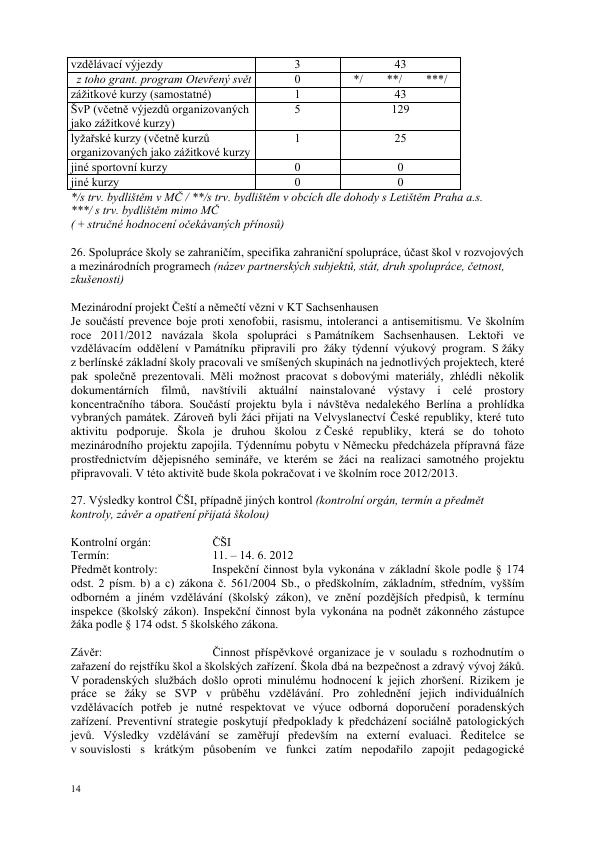 vzdělávací výjezdy 3 43
z toho grant. program Otevřený svět 0 */ **/ ***/
zážitkové kurzy (samostatné) 1 43
ŠvP (včetně výjezdů organizovaných 5 129
jako zážitkové kurzy)
lyžařské kurzy (včetně kurzů 1 25
organizovaných jako zážitkové kurzy
jiné sportovní kurzy 0 0
jiné kurzy 0 0
*/s trv. bydlištěm v MČ / **/s trv. bydlištěm v obcích dle dohody s Letištěm Praha a.s.
***/ s trv. bydlištěm mimo MČ
( + stručné hodnocení očekávaných přínosů)
26. Spolupráce školy se zahraničím, specifika zahraniční spolupráce, účast škol v rozvojových
a mezinárodních programech (název partnerských subjektů, stát, druh spolupráce, četnost,
zkušenosti)
Mezinárodní projekt Čeští a němečtí vězni v KT Sachsenhausen
Je součástí prevence boje proti xenofobii, rasismu, intoleranci a antisemitismu. Ve školním
roce 2011/2012 navázala škola spolupráci s Památníkem Sachsenhausen. Lektoři ve
vzdělávacím oddělení v Památníku připravili pro žáky týdenní výukový program. S žáky
z berlínské základní školy pracovali ve smíšených skupinách na jednotlivých projektech, které
pak společně prezentovali. Měli možnost pracovat s dobovými materiály, zhlédli několik
dokumentárních filmů, navštívili aktuální nainstalované výstavy i celé prostory
koncentračního tábora. Součástí projektu byla i návštěva nedalekého Berlína a prohlídka
vybraných památek. Zároveň byli žáci přijati na Velvyslanectví České republiky, které tuto
aktivitu podporuje. Škola je druhou školou z České republiky, která se do tohoto
mezinárodního projektu zapojila. Týdennímu pobytu v Německu předcházela přípravná fáze
prostřednictvím dějepisného semináře, ve kterém se žáci na realizaci samotného projektu
připravovali. V této aktivitě bude škola pokračovat i ve školním roce 2012/2013.
27. Výsledky kontrol ČŠI, případně jiných kontrol (kontrolní orgán, termín a předmět
kontroly, závěr a opatření přijatá školou)
Kontrolní orgán: ČŠI
Termín: 11. – 14. 6. 2012
Předmět kontroly: Inspekční činnost byla vykonána v základní škole podle § 174
odst. 2 písm. b) a c) zákona č. 561/2004 Sb., o předškolním, základním, středním, vyšším
odborném a jiném vzdělávání (školský zákon), ve znění pozdějších předpisů, k termínu
inspekce (školský zákon). Inspekční činnost byla vykonána na podnět zákonného zástupce
žáka podle § 174 odst. 5 školského zákona.
Závěr: Činnost příspěvkové organizace je v souladu s rozhodnutím o
zařazení do rejstříku škol a školských zařízení. Škola dbá na bezpečnost a zdravý vývoj žáků.
V poradenských službách došlo oproti minulému hodnocení k jejich zhoršení. Rizikem je
práce se žáky se SVP v průběhu vzdělávání. Pro zohlednění jejich individuálních
vzdělávacích potřeb je nutné respektovat ve výuce odborná doporučení poradenských
zařízení. Preventivní strategie poskytují předpoklady k předcházení sociálně patologických
jevů. Výsledky vzdělávání se zaměřují především na externí evaluaci. Ředitelce se
v souvislosti s krátkým působením ve funkci zatím nepodařilo zapojit pedagogické
14